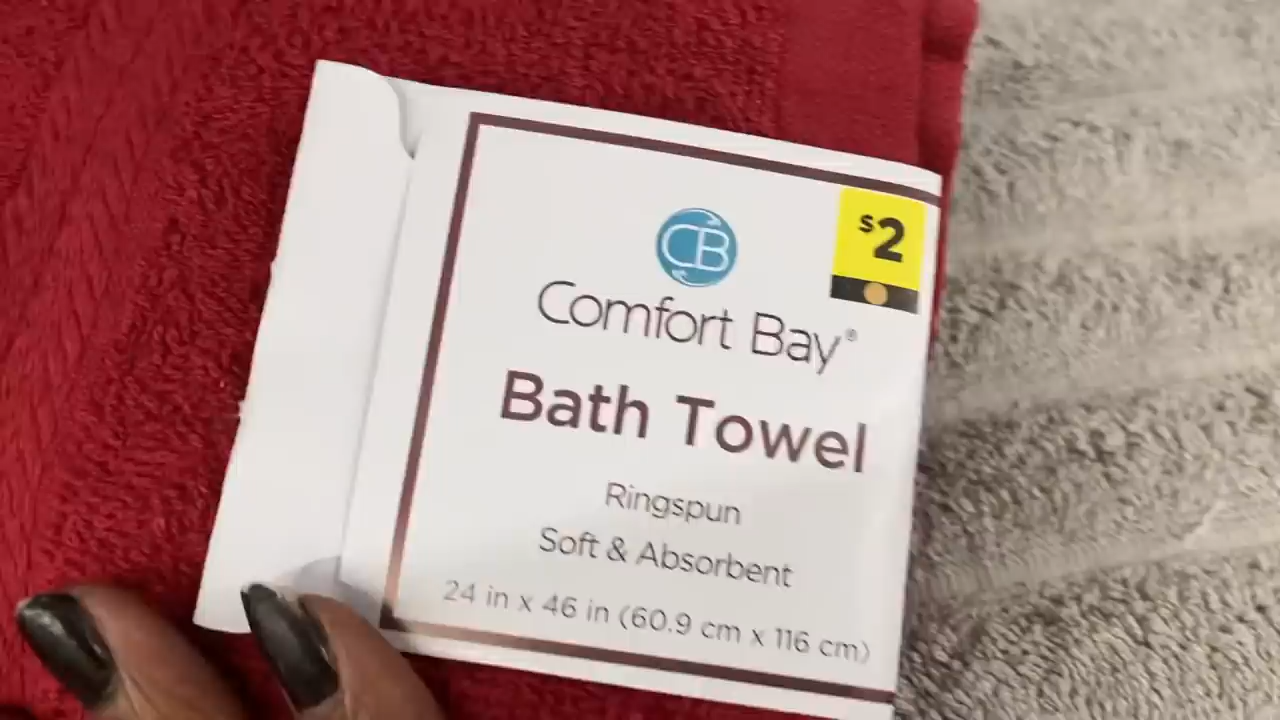 CB
$2
Comfort Bay®
Bath Towel
Ringspun
Soft & Absorbent
24 in x 46 in (60.9 cm x 116 cm)